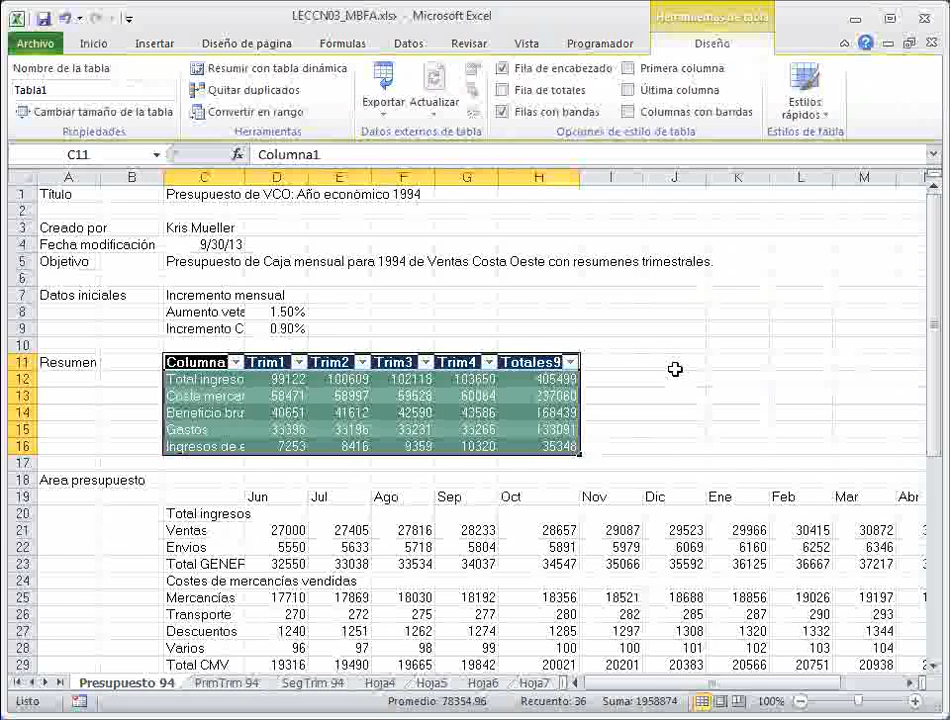 LECCN03_MBFA.xlsx - Microsoft Excel
Herramientas de tabla
Archivo Inicio Insertar Diseño de página Fórmulas Datos Revisar Vista Programador Diseño
Nombre de la tabla
Tabla1
Cambiar tamaño de la tabla
Propiedades
Resumir con tabla dinámica
Quitar duplicados
Convertir en rango
Herramientas
Exportar Actualizar
Datos externos de tabla
Fila de encabezado Primera columna
Fila de totales Última columna
Filas con bandas Columnas con bandas
Opciones de estilo de tabla
Estilos rápidos
Estilos de tabla
C11 fx Columna1
A B C D E F G H I J K L M
1 Título Presupuesto de VCO: Año económico 1994
2
3 Creado por Kris Mueller
4 Fecha modificación 9/30/13
5 Objetivo Presupuesto de Caja mensual para 1994 de Ventas Costa Oeste con resumenes trimestrales.
6
7 Datos iniciales Incremento mensual
8 Aumento vete 1.50%
9 Incremento C 0.90%
10
11 Resumen Columna Trim1 Trim2 Trim3 Trim4 Totales9
12 Total ingreso 99122 100609 102118 103650 405499
13 Coste mercar 58471 58997 59528 60064 237060
14 Beneficio bru 40651 41612 42590 43586 168439
15 Gastos 33398 33196 33231 33266 133091
16 Ingresos de e 7253 8416 9359 10320 35348
17
18 Area presupuesto
19 Jun Jul Ago Sep Oct Nov Dic Ene Feb Mar Abr
20 Total ingresos
21 Ventas 27000 27405 27816 28233 28657 29087 29523 29966 30415 30872
22 Envios 5550 5633 5718 5804 5891 5979 6069 6160 6252 6346
23 Total GENEF 32550 33038 33534 34037 34547 35066 35592 36125 36667 37217
24 Costes de mercancías vendidas
25 Mercancías 17710 17869 18030 18192 18356 18521 18688 18856 19026 19197
26 Transporte 270 272 275 277 280 282 285 287 290 293
27 Descuentos 1240 1251 1262 1274 1285 1297 1308 1320 1332 1344
28 Varios 96 97 98 99 100 100 101 102 103 104
29 Total CMV 19316 19490 19665 19842 20021 20201 20383 20566 20751 20938
Presupuesto 94 PrimTrim 94 SegTrim 94 Hoja4 Hoja5 Hoja6 Hoja7
Listo Promedio: 78354.96 Recuento: 36 Suma: 1958874 100%